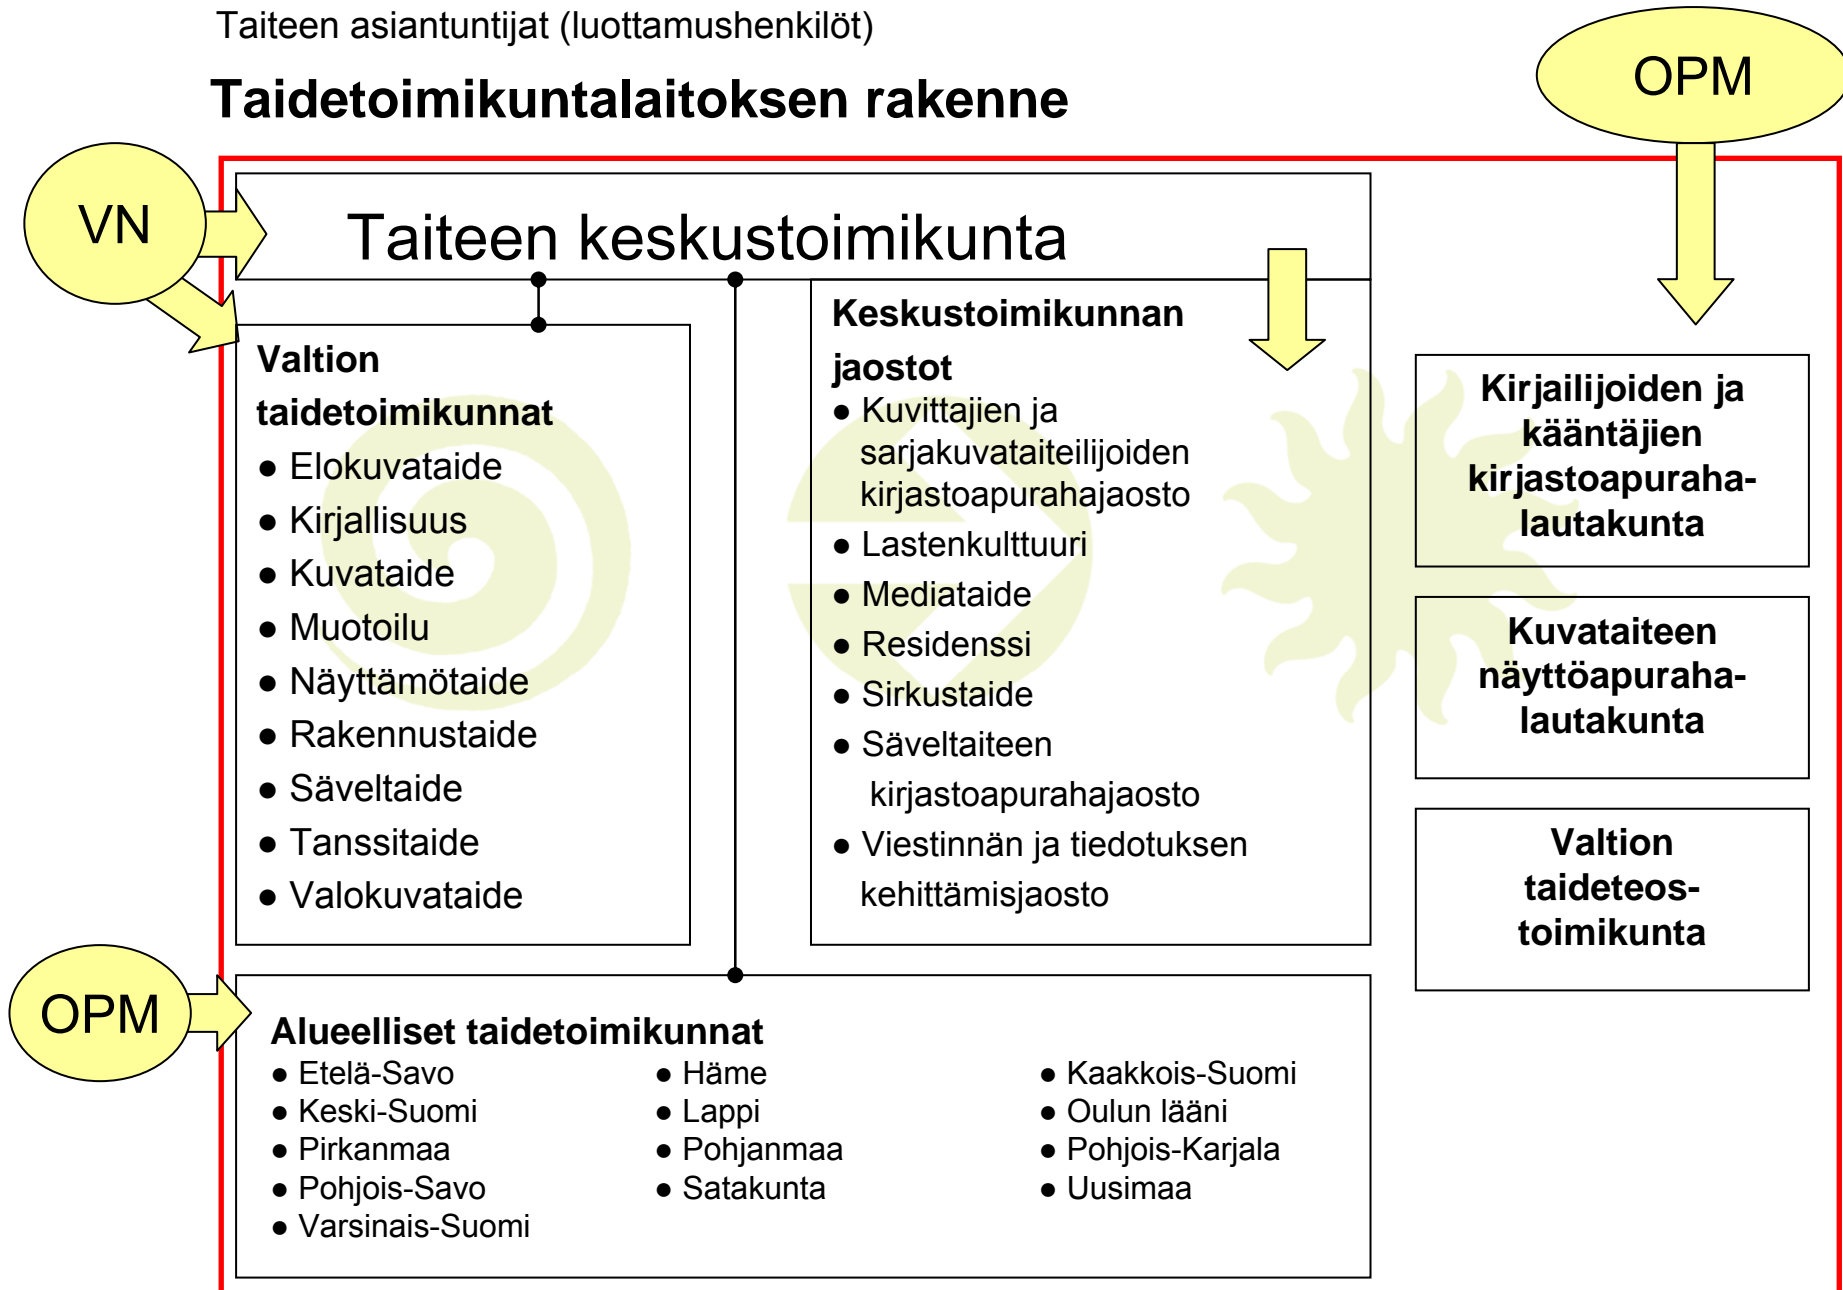 Taiteen asiantuntijat (luottamushenkilöt)
Taidetoimikuntalaitoksen rakenne
OPM
VN
Taiteen keskustoimikunta
Valtion
taidetoimikunnat
● Elokuvataide
● Kirjallisuus
● Kuvataide
● Muotoilu
● Näyttämötaide
● Rakennustaide
● Säveltaide
● Tanssitaide
● Valokuvataide
Keskustoimikunnan
jaostot
● Kuvittajien ja
sarjakuvataiteilijoiden
kirjastoapurahajaosto
● Lastenkulttuuri
● Mediataide
● Residenssi
● Sirkustaide
● Säveltaiteen
kirjastoapurahajaosto
● Viestinnän ja tiedotuksen
kehittämisjaosto
Kirjailijoiden ja
kääntäjien
kirjastoapuraha-
lautakunta
Kuvataiteen
näyttöapuraha-
lautakunta
Valtion
taideteos-
toimikunta
OPM
Alueelliset taidetoimikunnat
● Etelä-Savo ● Häme ● Kaakkois-Suomi
● Keski-Suomi ● Lappi ● Oulun lääni
● Pirkanmaa ● Pohjanmaa ● Pohjois-Karjala
● Pohjois-Savo ● Satakunta ● Uusimaa
● Varsinais-Suomi